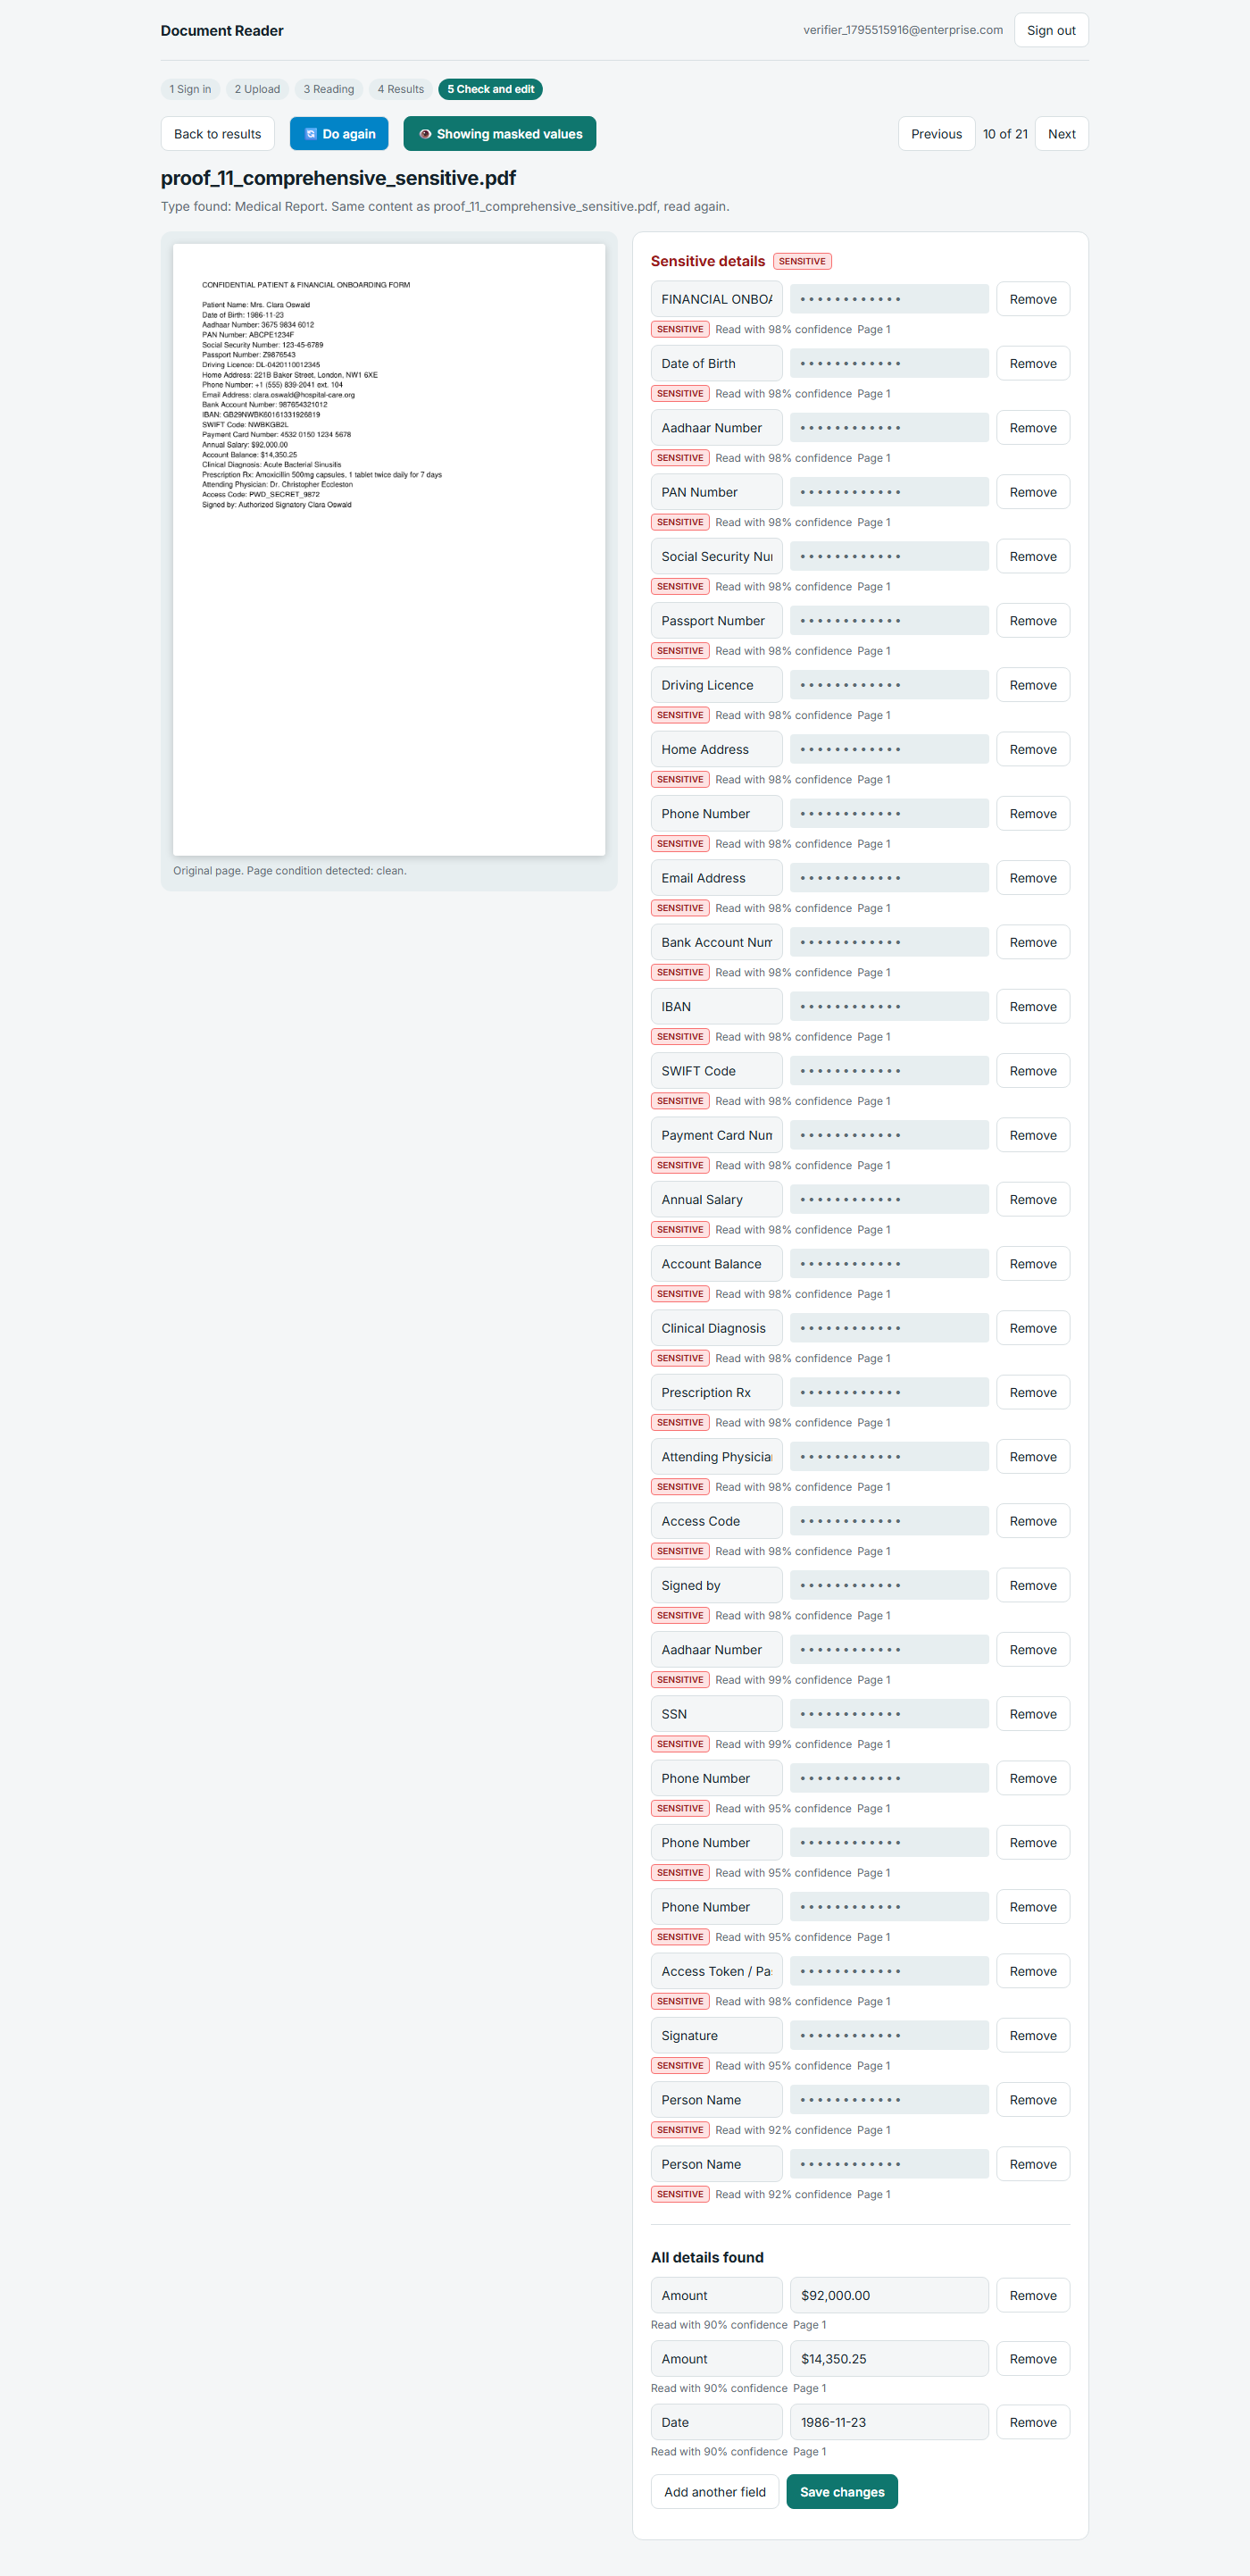 Document Reader
verifier_1795515916@enterprise.com Sign out
1 Sign in 2 Upload 3 Reading 4 Results 5 Check and edit
Back to results Do again Showing masked values Previous 10 of 21 Next
proof_11_comprehensive_sensitive.pdf
Type found: Medical Report. Same content as proof_11_comprehensive_sensitive.pdf, read again.
CONFIDENTIAL PATIENT & FINANCIAL ONBOARDING FORM
Patient Name: Mrs. Clara Oswald
Date of Birth: 1986-11-23
Aadhaar Number: 3675 9834 6012
PAN Number: ABCPE1234F
Social Security Number: 123-45-6789
Passport Number: Z9876543
Driving Licence: DL-0420110012345
Home Address: 221B Baker Street, London, NW1 6XE
Phone Number: +1 (555) 839-2041 ext. 104
Email Address: clara.oswald@hospital-care.org
Bank Account Number: 987654321012
IBAN: GB29NWBK60161331926819
SWIFT Code: NWBKGB2L
Payment Card Number: 4532 0150 1234 5678
Annual Salary: $92,000.00
Account Balance: $14,350.25
Clinical Diagnosis: Acute Bacterial Sinusitis
Prescription Rx: Amoxicillin 500mg capsules, 1 tablet twice daily for 7 days
Attending Physician: Dr. Christopher Eccleston
Access Code: PWD_SECRET_9872
Signed by: Authorized Signatory Clara Oswald
Original page. Page condition detected: clean.
Sensitive details SENSITIVE
FINANCIAL ONBOA •••••••••••• Remove
SENSITIVE Read with 98% confidence Page 1
Date of Birth •••••••••••• Remove
SENSITIVE Read with 98% confidence Page 1
Aadhaar Number •••••••••••• Remove
SENSITIVE Read with 98% confidence Page 1
PAN Number •••••••••••• Remove
SENSITIVE Read with 98% confidence Page 1
Social Security Nu •••••••••••• Remove
SENSITIVE Read with 98% confidence Page 1
Passport Number •••••••••••• Remove
SENSITIVE Read with 98% confidence Page 1
Driving Licence •••••••••••• Remove
SENSITIVE Read with 98% confidence Page 1
Home Address •••••••••••• Remove
SENSITIVE Read with 98% confidence Page 1
Phone Number •••••••••••• Remove
SENSITIVE Read with 98% confidence Page 1
Email Address •••••••••••• Remove
SENSITIVE Read with 98% confidence Page 1
Bank Account Num •••••••••••• Remove
SENSITIVE Read with 98% confidence Page 1
IBAN •••••••••••• Remove
SENSITIVE Read with 98% confidence Page 1
SWIFT Code •••••••••••• Remove
SENSITIVE Read with 98% confidence Page 1
Payment Card Num •••••••••••• Remove
SENSITIVE Read with 98% confidence Page 1
Annual Salary •••••••••••• Remove
SENSITIVE Read with 98% confidence Page 1
Account Balance •••••••••••• Remove
SENSITIVE Read with 98% confidence Page 1
Clinical Diagnosis •••••••••••• Remove
SENSITIVE Read with 98% confidence Page 1
Prescription Rx •••••••••••• Remove
SENSITIVE Read with 98% confidence Page 1
Attending Physicia •••••••••••• Remove
SENSITIVE Read with 98% confidence Page 1
Access Code •••••••••••• Remove
SENSITIVE Read with 98% confidence Page 1
Signed by •••••••••••• Remove
SENSITIVE Read with 98% confidence Page 1
Aadhaar Number •••••••••••• Remove
SENSITIVE Read with 99% confidence Page 1
SSN •••••••••••• Remove
SENSITIVE Read with 99% confidence Page 1
Phone Number •••••••••••• Remove
SENSITIVE Read with 95% confidence Page 1
Phone Number •••••••••••• Remove
SENSITIVE Read with 95% confidence Page 1
Phone Number •••••••••••• Remove
SENSITIVE Read with 95% confidence Page 1
Access Token / Pa •••••••••••• Remove
SENSITIVE Read with 98% confidence Page 1
Signature •••••••••••• Remove
SENSITIVE Read with 95% confidence Page 1
Person Name •••••••••••• Remove
SENSITIVE Read with 92% confidence Page 1
Person Name •••••••••••• Remove
SENSITIVE Read with 92% confidence Page 1
All details found
Amount $92,000.00 Remove
Read with 90% confidence Page 1
Amount $14,350.25 Remove
Read with 90% confidence Page 1
Date 1986-11-23 Remove
Read with 90% confidence Page 1
Add another field Save changes